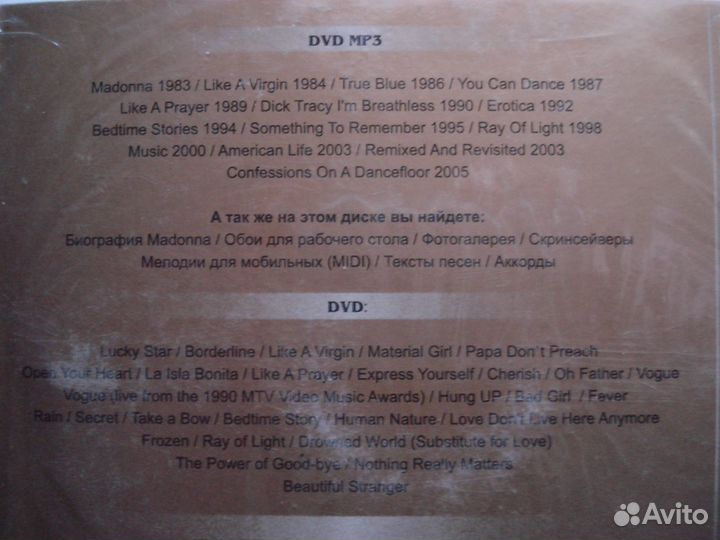 DVD MP3
Madonna 1983 / Like A Virgin 1984 / True Blue 1986 / You Can Dance 1987
Like A Prayer 1989 / Dick Tracy I'm Breathless 1990 / Erotica 1992
Bedtime Stories 1994 / Something To Remember 1995 / Ray Of Light 1998
Music 2000 / American Life 2003 / Remixed And Revisited 2003
Confessions On A Dancefloor 2005
А так же на этом диске вы найдете:
Биография Madonna / Обои для рабочего стола / Фотогалерея / Скринсейверы
Мелодии для мобильных (MIDI) / Тексты песен / Аккорды
DVD:
Lucky Star / Borderline / Like A Virgin / Material Girl / Papa Don't Preach
Open Your Heart / La Isla Bonita / Like A Prayer / Express Yourself / Cherish / Oh Father / Vogue
Vogue (live from the 1990 MTV Video Music Awards) / Hung UP / Bad Girl / Fever
Rain / Secret / Take a Bow / Bedtime Story / Human Nature / Love Don't Live Here Anymore
Frozen / Ray of Light / Drowned World (Substitute for Love)
The Power of Good-bye / Nothing Really Matters
Beautiful Stranger
Avito